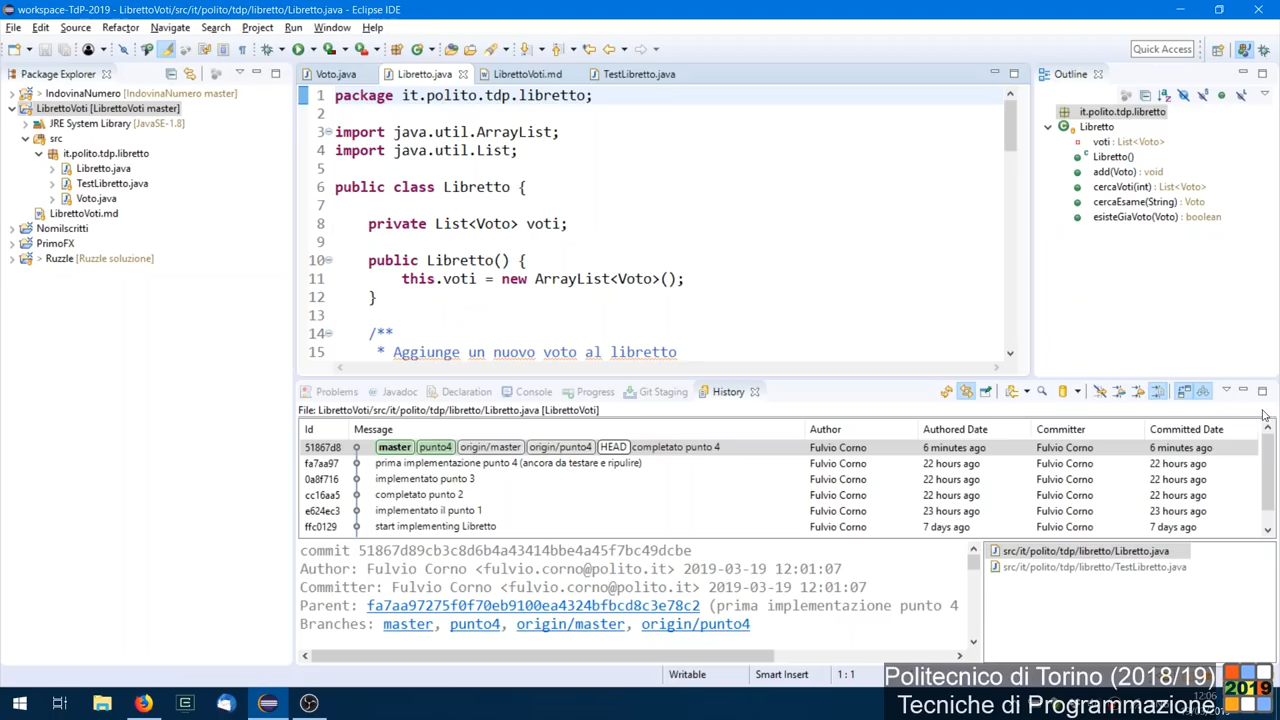 workspace-TdP-2019 - LibrettoVoti/src/it/polito/tdp/libretto/Libretto.java - Eclipse IDE
File Edit Source Refactor Navigate Search Project Run Window Help
Quick Access
Package Explorer
IndovinaNumero [IndovinaNumero master]
LibrettoVoti [LibrettoVoti master]
JRE System Library [JavaSE-1.8]
src
it.polito.tdp.libretto
Libretto.java
TestLibretto.java
Voto.java
LibrettoVoti.md
NomiIscritti
PrimoFX
> Ruzzle [Ruzzle soluzione]
Voto.java Libretto.java LibrettoVoti.md TestLibretto.java
1 package it.polito.tdp.libretto;
2
3 import java.util.ArrayList;
4 import java.util.List;
5
6 public class Libretto {
7
8 private List<Voto> voti;
9
10 public Libretto() {
11 this.voti = new ArrayList<Voto>();
12 }
13
14 /**
15 * Aggiunge un nuovo voto al libretto
Outline
it.polito.tdp.libretto
Libretto
voti : List<Voto>
Libretto()
add(Voto) : void
cercaVoti(int) : List<Voto>
cercaEsame(String) : Voto
esisteGiaVoto(Voto) : boolean
Problems Javadoc Declaration Console Progress Git Staging History
File: LibrettoVoti/src/it/polito/tdp/libretto/Libretto.java [LibrettoVoti]
Id Message Author Authored Date Committer Committed Date
51867d8 master punto4 origin/master origin/punto4 HEAD completato punto 4 Fulvio Corno 6 minutes ago Fulvio Corno 6 minutes ago
fa7aa97 prima implementazione punto 4 (ancora da testare e ripulire) Fulvio Corno 22 hours ago Fulvio Corno 22 hours ago
0a8f716 implementato punto 3 Fulvio Corno 22 hours ago Fulvio Corno 22 hours ago
cc16aa5 completato punto 2 Fulvio Corno 22 hours ago Fulvio Corno 22 hours ago
e624ec3 implementato il punto 1 Fulvio Corno 23 hours ago Fulvio Corno 23 hours ago
ffc0129 start implementing Libretto Fulvio Corno 7 days ago Fulvio Corno 7 days ago
commit 51867d89cb3c8d6b4a43414bbe4a45f7bc49dcbe
Author: Fulvio Corno <fulvio.corno@polito.it> 2019-03-19 12:01:07
Committer: Fulvio Corno <fulvio.corno@polito.it> 2019-03-19 12:01:07
Parent: fa7aa97275f0f70eb9100ea4324bfbcd8c3e78c2 (prima implementazione punto 4
Branches: master, punto4, origin/master, origin/punto4
src/it/polito/tdp/libretto/Libretto.java
src/it/polito/tdp/libretto/TestLibretto.java
Writable Smart Insert 1 : 1
Politecnico di Torino (2018/19)
Tecniche di Programmazione
2019
12:06